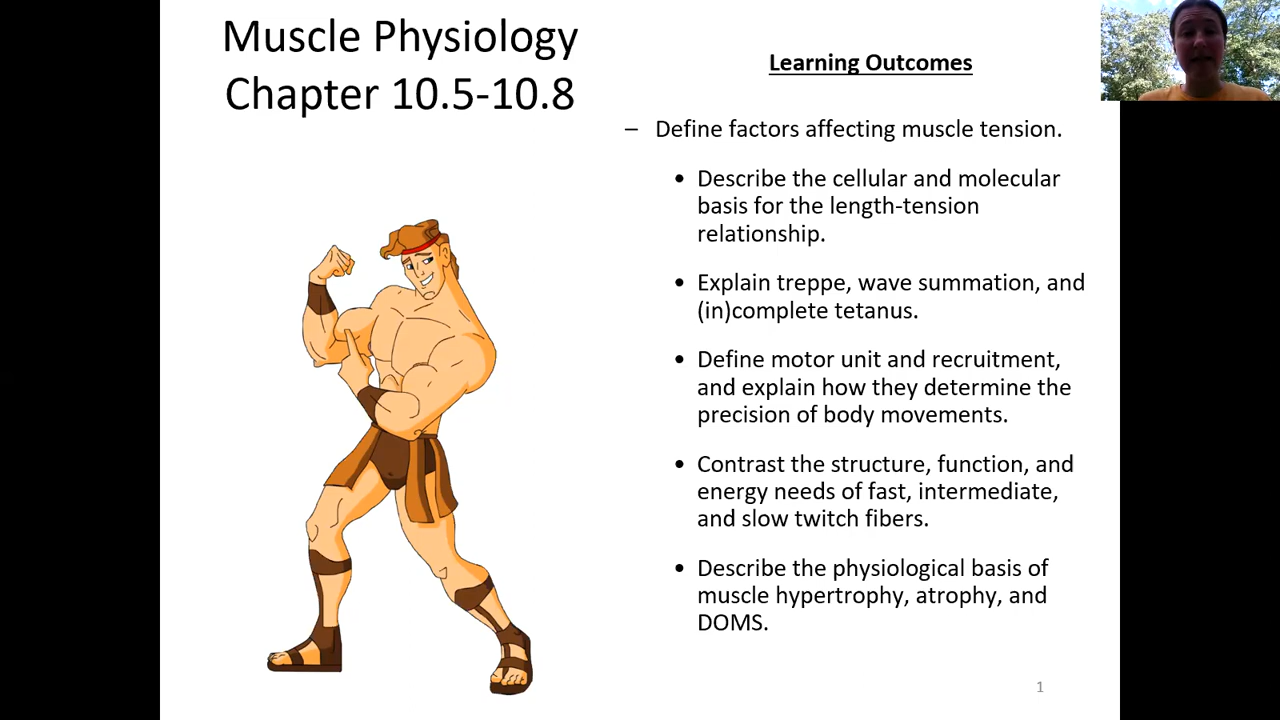 Muscle Physiology
Chapter 10.5-10.8
Learning Outcomes
– Define factors affecting muscle tension.
• Describe the cellular and molecular
basis for the length-tension
relationship.
• Explain treppe, wave summation, and
(in)complete tetanus.
• Define motor unit and recruitment,
and explain how they determine the
precision of body movements.
• Contrast the structure, function, and
energy needs of fast, intermediate,
and slow twitch fibers.
• Describe the physiological basis of
muscle hypertrophy, atrophy, and
DOMS.
1